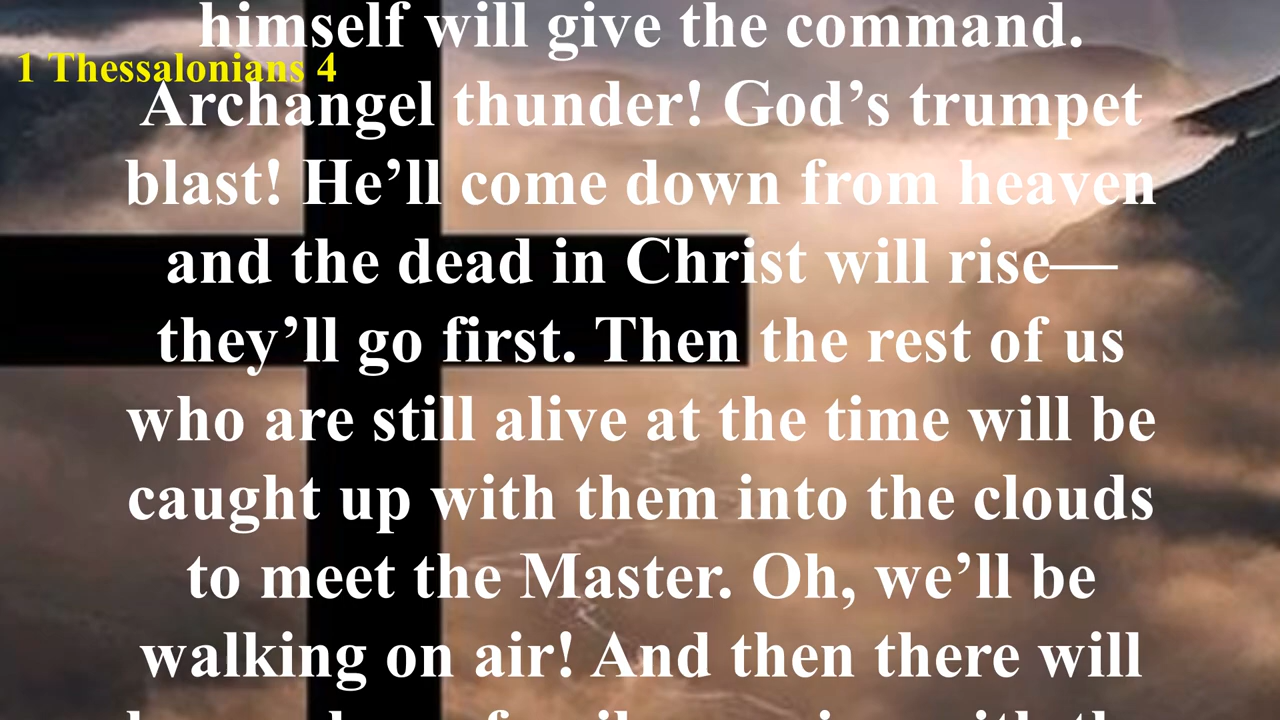 himself will give the command.
1 Thessalonians 4
Archangel thunder! God’s trumpet
blast! He’ll come down from heaven
and the dead in Christ will rise—
they’ll go first. Then the rest of us
who are still alive at the time will be
caught up with them into the clouds
to meet the Master. Oh, we’ll be
walking on air! And then there will